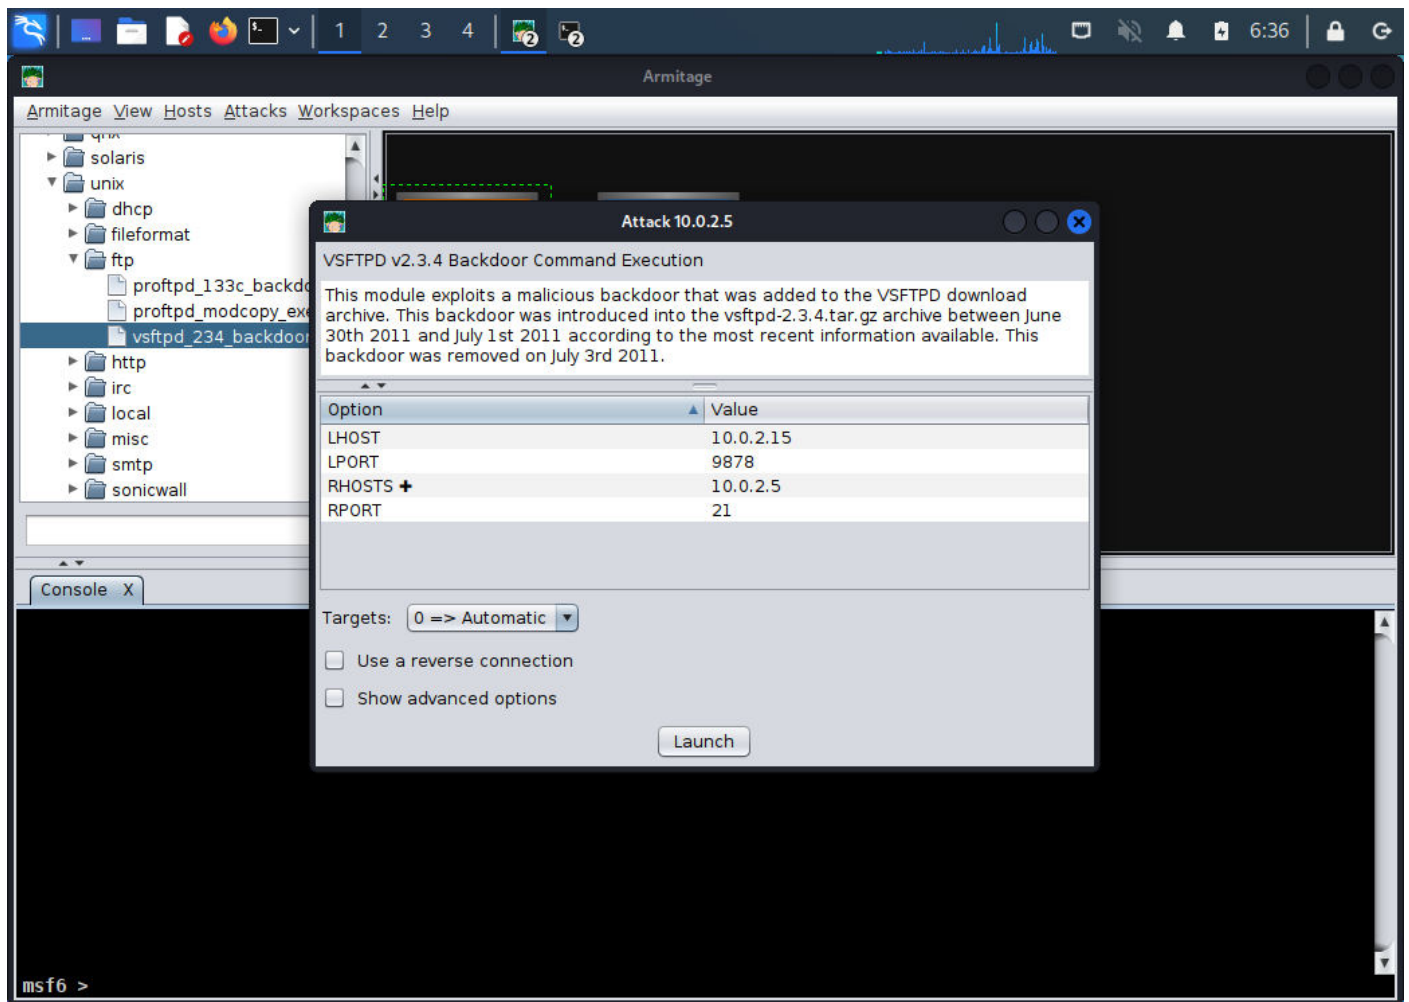 1 2 3 4
2
2
6:36
Armitage
Armitage View Hosts Attacks Workspaces Help
solaris
unix
dhcp
fileformat
ftp
proftpd_133c_backdo
proftpd_modcopy_exe
vsftpd_234_backdoor
http
irc
local
misc
smtp
sonicwall
Attack 10.0.2.5
VSFTPD v2.3.4 Backdoor Command Execution
This module exploits a malicious backdoor that was added to the VSFTPD download
archive. This backdoor was introduced into the vsftpd-2.3.4.tar.gz archive between June
30th 2011 and July 1st 2011 according to the most recent information available. This
backdoor was removed on July 3rd 2011.
Option Value
LHOST 10.0.2.15
LPORT 9878
RHOSTS + 10.0.2.5
RPORT 21
Targets: 0 => Automatic
Use a reverse connection
Show advanced options
Launch
Console X
msf6 >